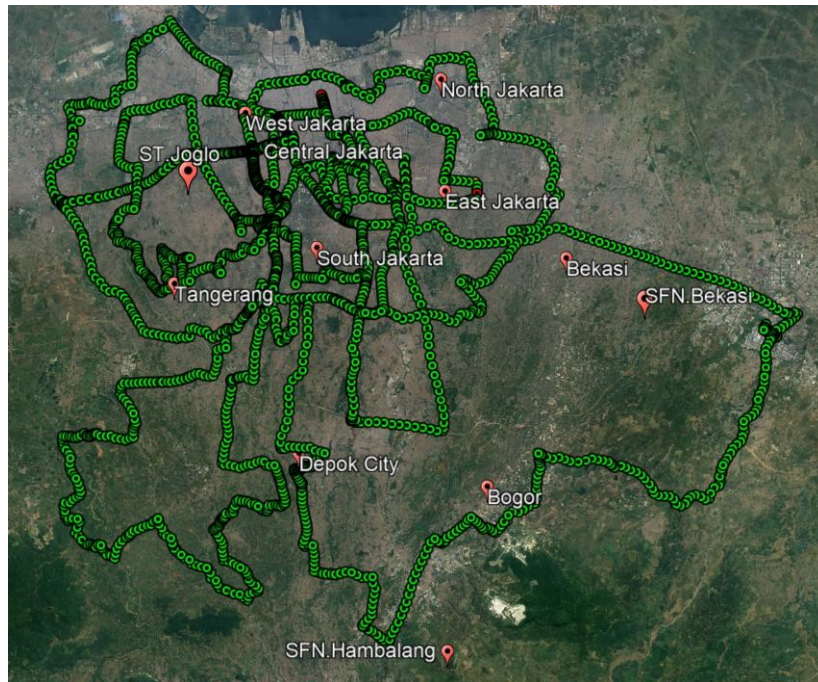 North Jakarta
West Jakarta
ST.Joglo
Central Jakarta
East Jakarta
South Jakarta
Bekasi
Tangerang
SFN.Bekasi
Depok City
Bogor
SFN.Hambalang